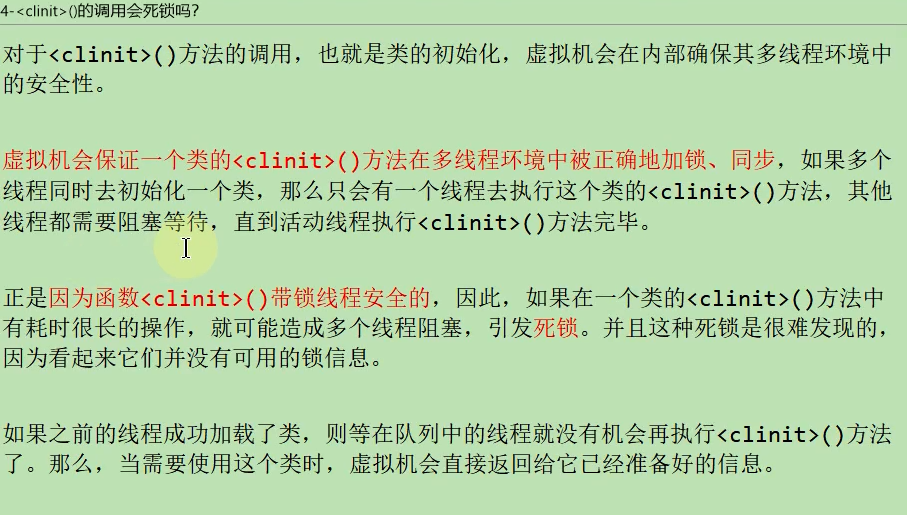 4-<clinit>()的调用会死锁吗?
对于<clinit>()方法的调用，也就是类的初始化，虚拟机会在内部确保其多线程环境中
的安全性。
虚拟机会保证一个类的<clinit>()方法在多线程环境中被正确地加锁、同步，如果多个
线程同时去初始化一个类，那么只会有一个线程去执行这个类的<clinit>()方法，其他
线程都需要阻塞等待，直到活动线程执行<clinit>()方法完毕。
正是因为函数<clinit>()带锁线程安全的，因此，如果在一个类的<clinit>()方法中
有耗时很长的操作，就可能造成多个线程阻塞，引发死锁。并且这种死锁是很难发现的，
因为看起来它们并没有可用的锁信息。
如果之前的线程成功加载了类，则等在队列中的线程就没有机会再执行<clinit>()方法
了。那么，当需要使用这个类时，虚拟机会直接返回给它已经准备好的信息。